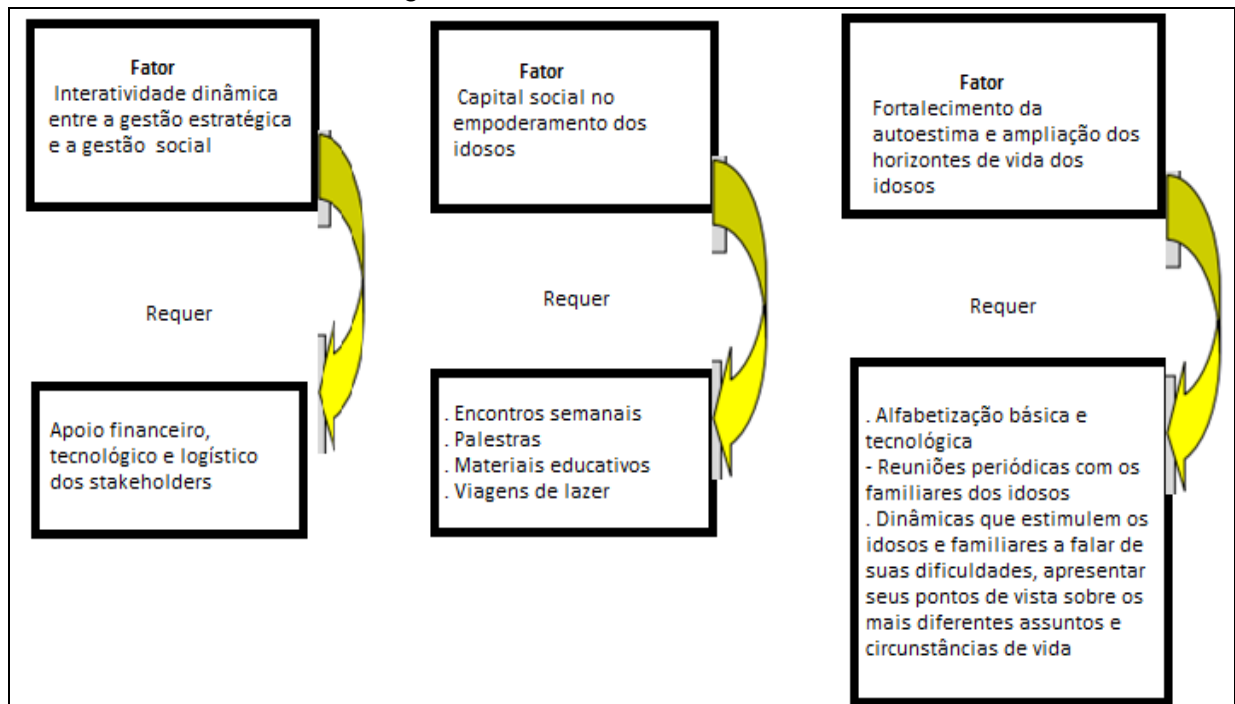 Fator
Interatividade dinâmica
entre a gestão estratégica
e a gestão social
Requer
Apoio financeiro,
tecnológico e logístico
dos stakeholders
Fator
Capital social no
empoderamento dos
idosos
Requer
. Encontros semanais
. Palestras
. Materiais educativos
. Viagens de lazer
Fator
Fortalecimento da
autoestima e ampliação dos
horizontes de vida dos
idosos
Requer
. Alfabetização básica e
tecnológica
- Reuniões periódicas com os
familiares dos idosos
. Dinâmicas que estimulem os
idosos e familiares a falar de
suas dificuldades, apresentar
seus pontos de vista sobre os
mais diferentes assuntos e
circunstâncias de vida